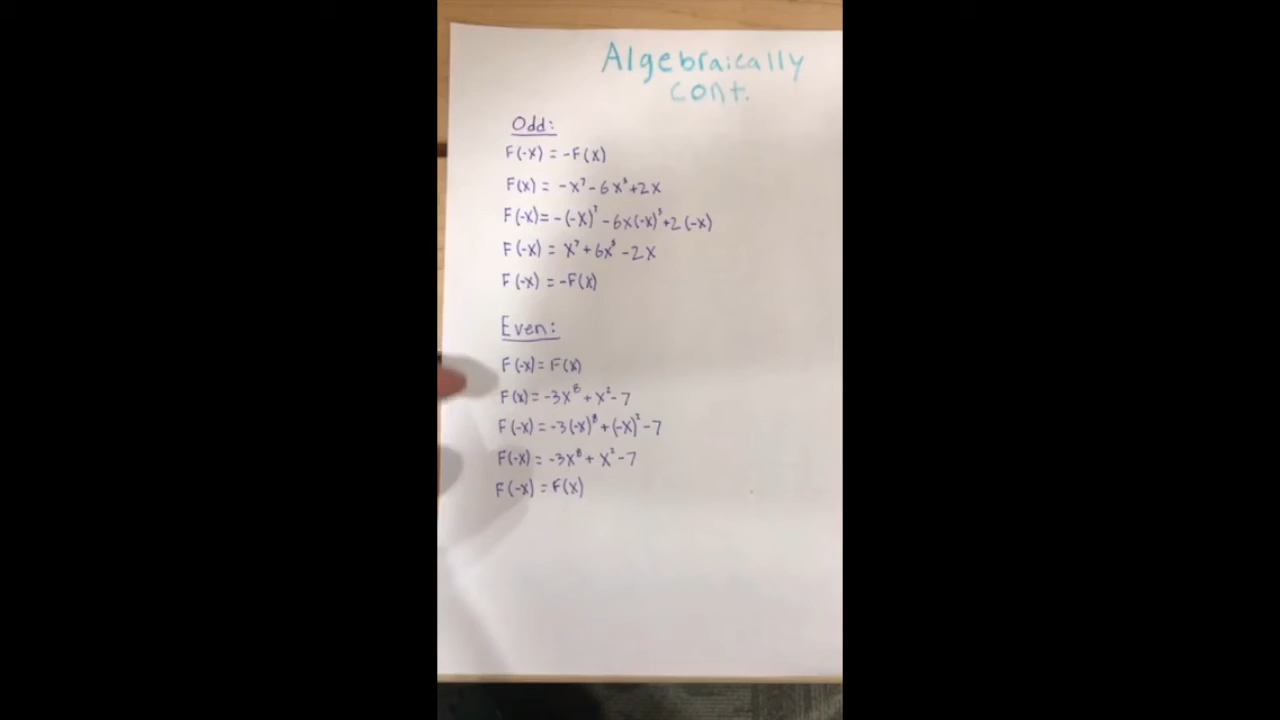 Algebraically
cont.
Odd:
F(-x) = -F(x)
F(x) = -x⁷ - 6x³ + 2x
F(-x) = -(-x)⁷ - 6x(-x)³ + 2(-x)
F(-x) = x⁷ + 6x³ - 2x
F(-x) = -F(x)
Even:
F(-x) = F(x)
F(x) = -3x⁸ + x² - 7
F(-x) = -3(-x)⁸ + (-x)² - 7
F(-x) = -3x⁸ + x² - 7
F(-x) = F(x)